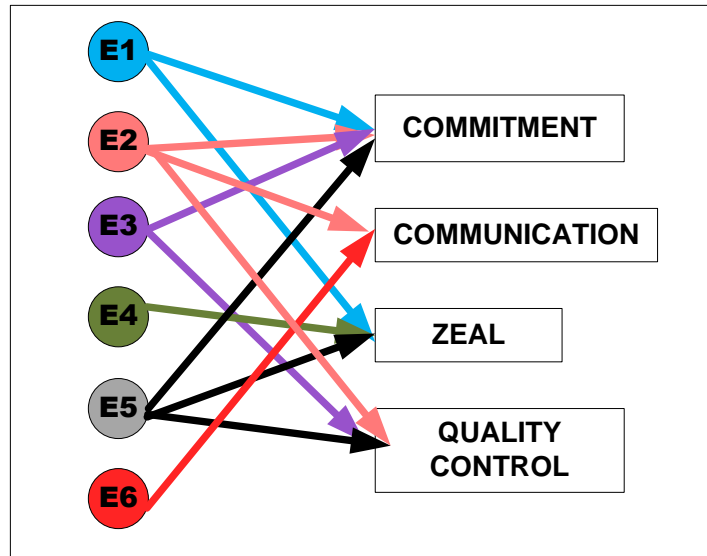 E1
E2
E3
E4
E5
E6
COMMITMENT
COMMUNICATION
ZEAL
QUALITY
CONTROL